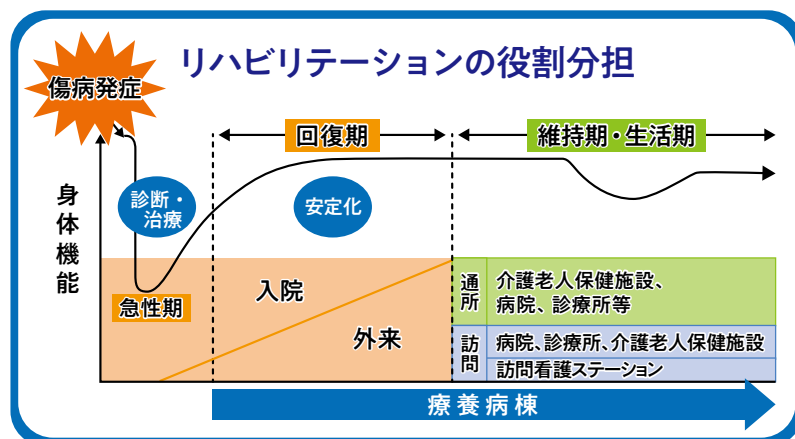 リハビリテーションの役割分担
傷病発症
回復期
維持期・生活期
身体機能
診断・
治療
安定化
急性期
入院
外来
通所
介護老人保健施設、
病院、診療所等
訪問
病院、診療所、介護老人保健施設
訪問看護ステーション
療養病棟